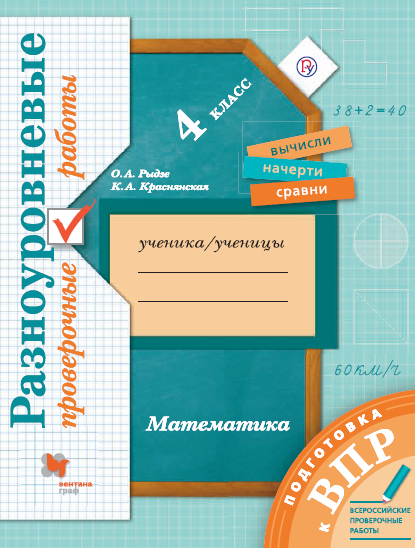 Разноуровневые
проверочные работы
4 КЛАСС
О. А. Рыдзе
К. А. Краснянская
38+2=40
вычисли
начерти
сравни
ученика/ученицы
60 км/ч
Математика
подготовка
к ВПР
ВСЕРОССИЙСКИЕ
ПРОВЕРОЧНЫЕ
РАБОТЫ
вентана
граф